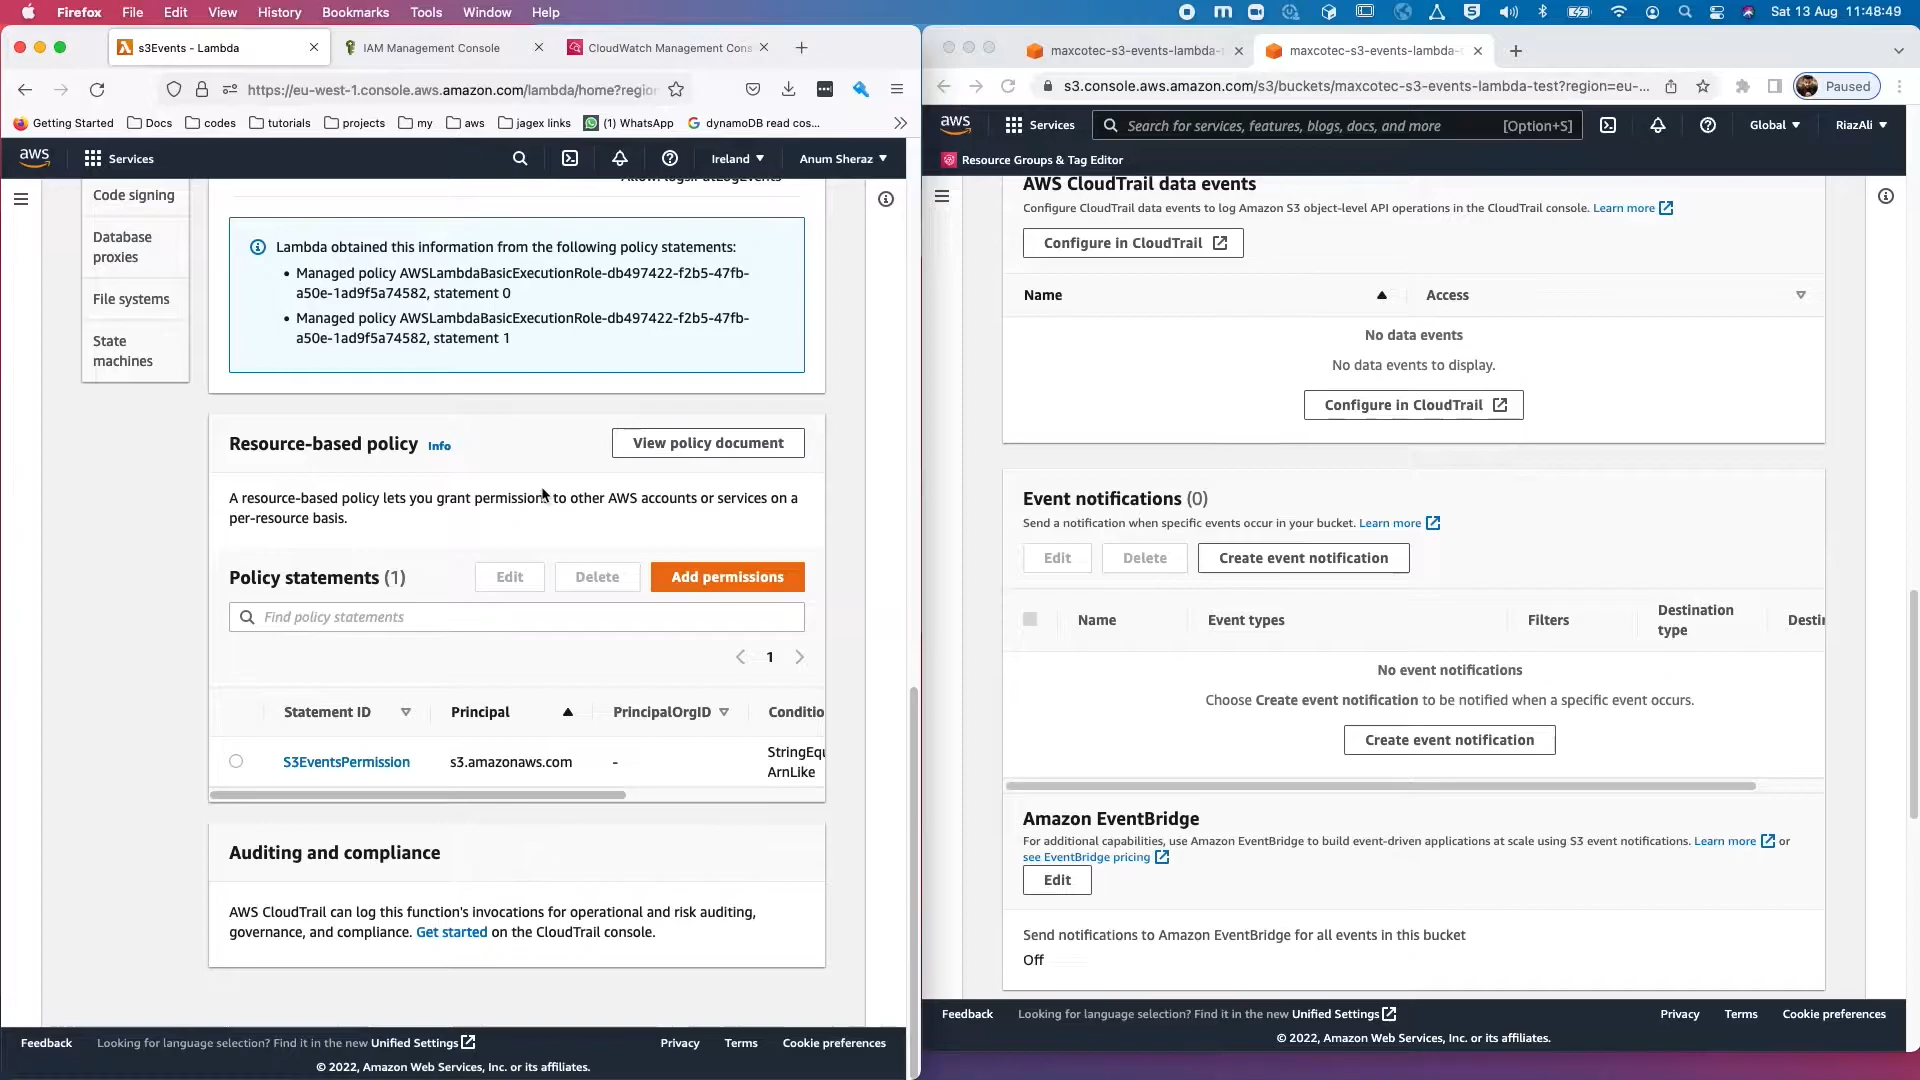 Firefox File Edit View History Bookmarks Tools Window Help
Sat 13 Aug 11:48:49
s3Events - Lambda
IAM Management Console
CloudWatch Management Cons
https://eu-west-1.console.aws.amazon.com/lambda/home?region
Getting Started Docs codes tutorials projects my aws jagex links (1) WhatsApp dynamoDB read cos...
aws Services Ireland Anum Sheraz
Code signing
Database
proxies
File systems
State
machines
Lambda obtained this information from the following policy statements:
• Managed policy AWSLambdaBasicExecutionRole-db497422-f2b5-47fb-
a50e-1ad9f5a74582, statement 0
• Managed policy AWSLambdaBasicExecutionRole-db497422-f2b5-47fb-
a50e-1ad9f5a74582, statement 1
Resource-based policy Info View policy document
A resource-based policy lets you grant permissions to other AWS accounts or services on a
per-resource basis.
Policy statements (1) Edit Delete Add permissions
Find policy statements
1
Statement ID Principal PrincipalOrgID Conditio
S3EventsPermission s3.amazonaws.com - StringEqu
ArnLike
Auditing and compliance
AWS CloudTrail can log this function's invocations for operational and risk auditing,
governance, and compliance. Get started on the CloudTrail console.
Feedback Looking for language selection? Find it in the new Unified Settings Privacy Terms Cookie preferences
© 2022, Amazon Web Services, Inc. or its affiliates.
maxcotec-s3-events-lambda-
maxcotec-s3-events-lambda-
s3.console.aws.amazon.com/s3/buckets/maxcotec-s3-events-lambda-test?region=eu-...
Paused
aws Services Search for services, features, blogs, docs, and more [Option+S] Global RiazAli
Resource Groups & Tag Editor
AWS CloudTrail data events
Configure CloudTrail data events to log Amazon S3 object-level API operations in the CloudTrail console. Learn more
Configure in CloudTrail
Name Access
No data events
No data events to display.
Configure in CloudTrail
Event notifications (0)
Send a notification when specific events occur in your bucket. Learn more
Edit Delete Create event notification
Name Event types Filters Destination
type Destin
No event notifications
Choose Create event notification to be notified when a specific event occurs.
Create event notification
Amazon EventBridge
For additional capabilities, use Amazon EventBridge to build event-driven applications at scale using S3 event notifications. Learn more or
see EventBridge pricing
Edit
Send notifications to Amazon EventBridge for all events in this bucket
Off
Feedback Looking for language selection? Find it in the new Unified Settings Privacy Terms Cookie preferences
© 2022, Amazon Web Services, Inc. or its affiliates.